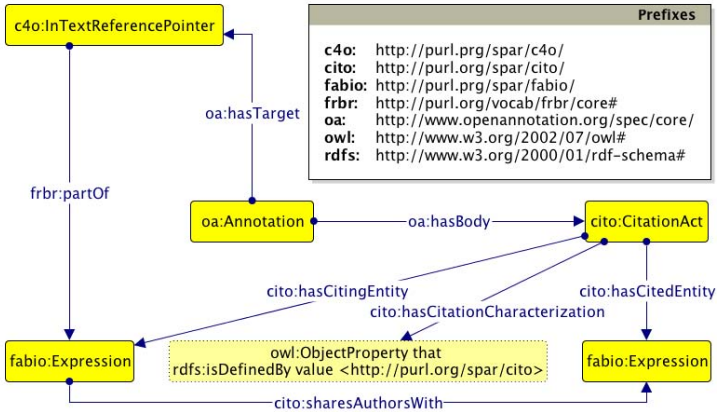 c4o:InTextReferencePointer
Prefixes
c4o: http://purl.prg/spar/c4o/
cito: http://purl.org/spar/cito/
fabio: http://purl.prg/spar/fabio/
frbr: http://purl.org/vocab/frbr/core#
oa: http://www.openannotation.org/spec/core/
owl: http://www.w3.org/2002/07/owl#
rdfs: http://www.w3.org/2000/01/rdf-schema#
oa:hasTarget
frbr:partOf
oa:Annotation
oa:hasBody
cito:CitationAct
cito:hasCitingEntity
cito:hasCitedEntity
cito:hasCitationCharacterization
fabio:Expression
owl:ObjectProperty that
rdfs:isDefinedBy value <http://purl.org/spar/cito>
fabio:Expression
cito:sharesAuthorsWith